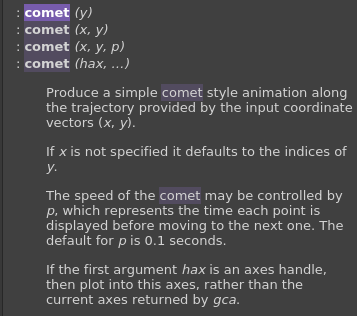 : comet (y)
: comet (x, y)
: comet (x, y, p)
: comet (hax, …)
Produce a simple comet style animation along
the trajectory provided by the input coordinate
vectors (x, y).
If x is not specified it defaults to the indices of
y.
The speed of the comet may be controlled by
p, which represents the time each point is
displayed before moving to the next one. The
default for p is 0.1 seconds.
If the first argument hax is an axes handle,
then plot into this axes, rather than the
current axes returned by gca.